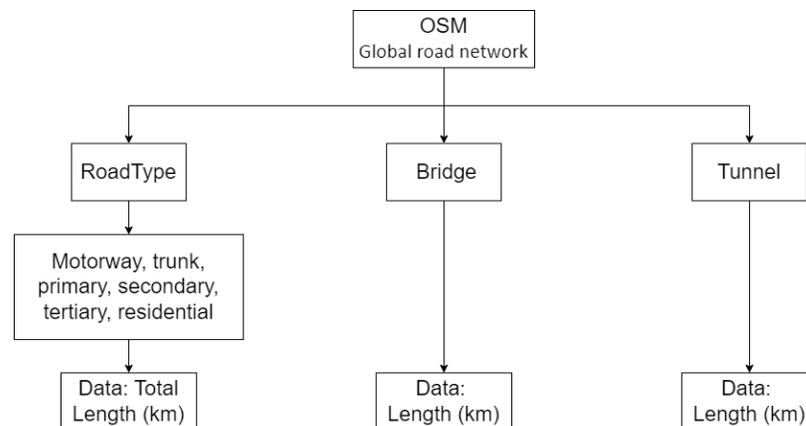 OSM
Global road network
RoadType
Bridge
Tunnel
Motorway, trunk,
primary, secondary,
tertiary, residential
Data: Total
Length (km)
Data:
Length (km)
Data:
Length (km)